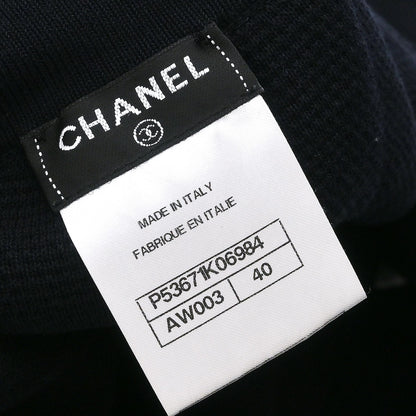 CHANEL
MADE IN ITALY
FABRIQUE EN ITALIE
P53671K06984
AW003 40